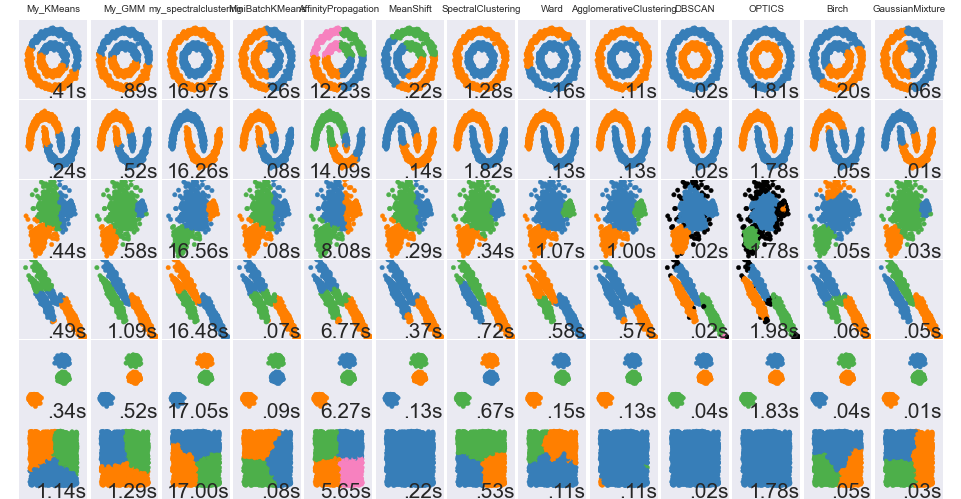 My_KMeans My_GMM my_spectralclustering MiniBatchKMeans AffinityPropagation MeanShift SpectralClustering Ward AgglomerativeClustering DBSCAN OPTICS Birch GaussianMixture
.41s .89s 16.97s .26s 12.23s .22s 1.28s .16s .11s .02s 1.81s .20s .06s
.24s .52s 16.26s .08s 14.09s .14s 1.82s .13s .13s .02s 1.78s .05s .01s
.44s .58s 16.56s .08s 8.08s .29s .34s 1.07s 1.00s .02s 1.78s .05s .03s
.49s 1.09s 16.48s .07s 6.77s .37s .72s .58s .57s .02s 1.98s .06s .05s
.34s .52s 17.05s .09s 6.27s .13s .67s .15s .13s .04s 1.83s .04s .01s
1.14s 1.29s 17.00s .08s 5.65s .22s .53s .11s .11s .02s 1.78s .05s .03s